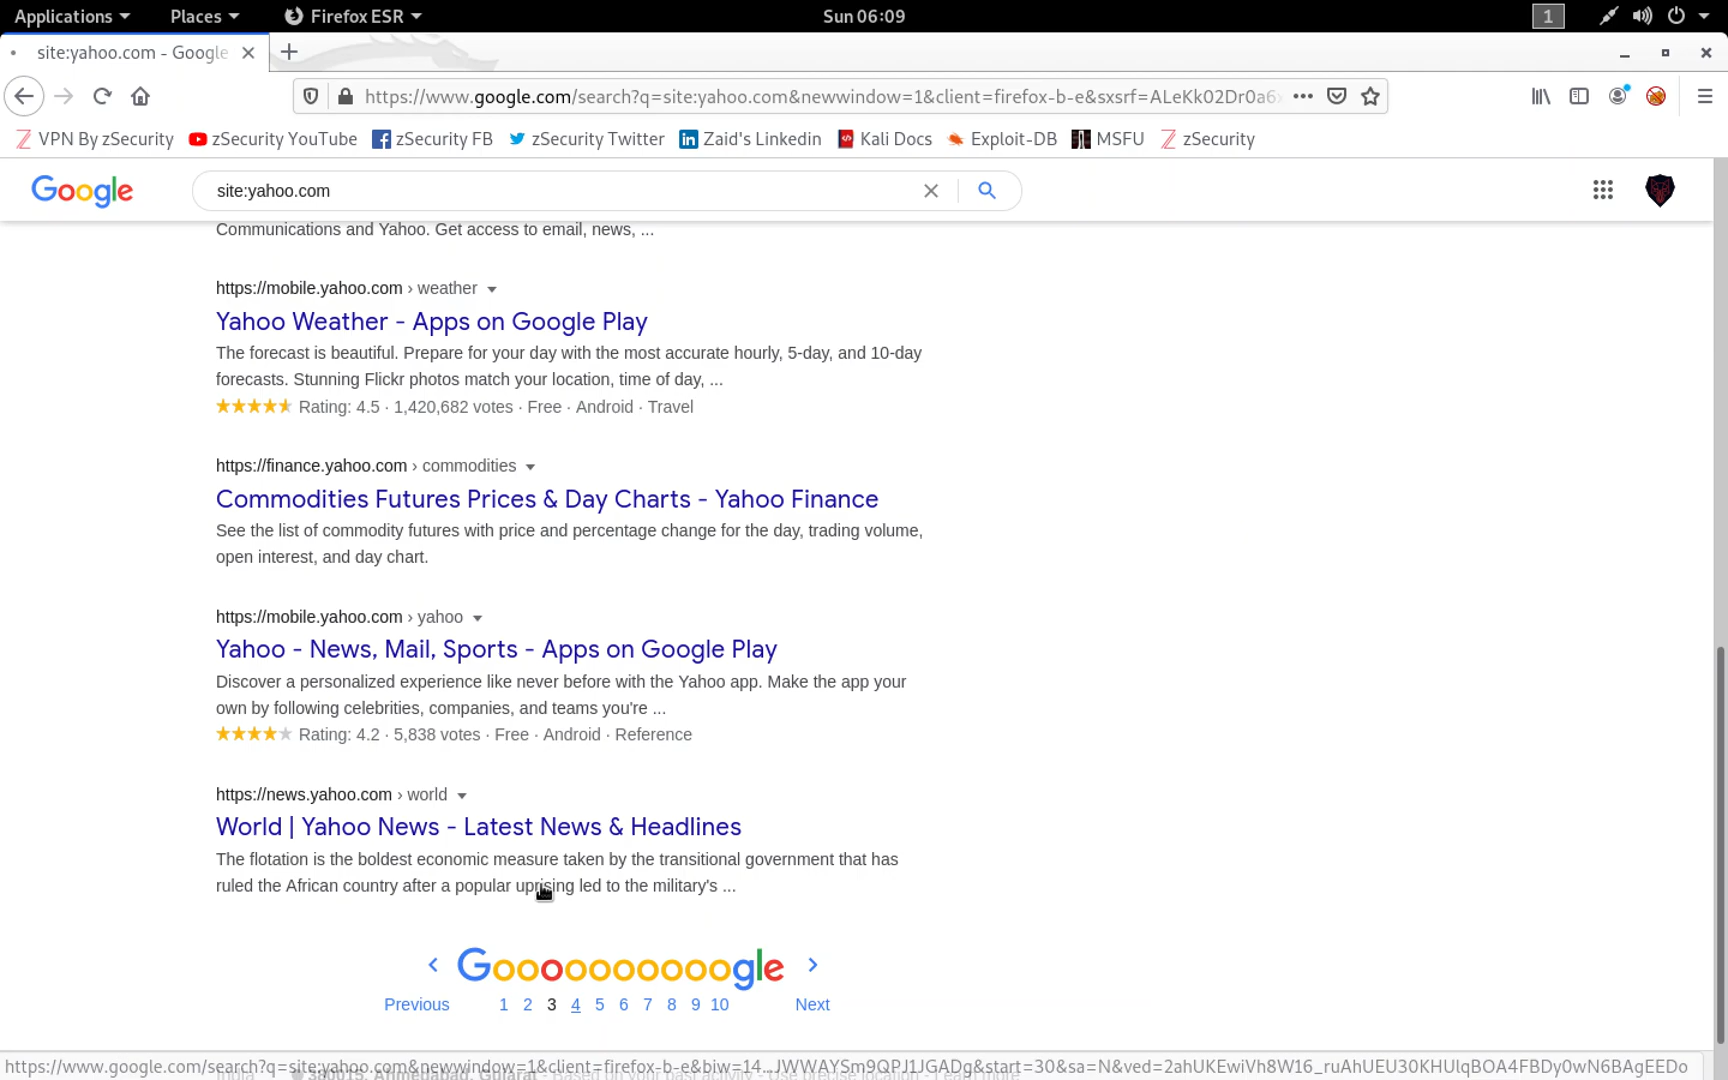 Applications Places Firefox ESR Sun 06:09 1
site:yahoo.com - Google
https://www.google.com/search?q=site:yahoo.com&newwindow=1&client=firefox-b-e&sxsrf=ALeKk02Dr0a6
VPN By zSecurity zSecurity YouTube zSecurity FB zSecurity Twitter Zaid's Linkedin Kali Docs Exploit-DB MSFU zSecurity
Google site:yahoo.com
Communications and Yahoo. Get access to email, news, ...
https://mobile.yahoo.com › weather
Yahoo Weather - Apps on Google Play
The forecast is beautiful. Prepare for your day with the most accurate hourly, 5-day, and 10-day
forecasts. Stunning Flickr photos match your location, time of day, ...
Rating: 4.5 · 1,420,682 votes · Free · Android · Travel
https://finance.yahoo.com › commodities
Commodities Futures Prices & Day Charts - Yahoo Finance
See the list of commodity futures with price and percentage change for the day, trading volume,
open interest, and day chart.
https://mobile.yahoo.com › yahoo
Yahoo - News, Mail, Sports - Apps on Google Play
Discover a personalized experience like never before with the Yahoo app. Make the app your
own by following celebrities, companies, and teams you're ...
Rating: 4.2 · 5,838 votes · Free · Android · Reference
https://news.yahoo.com › world
World | Yahoo News - Latest News & Headlines
The flotation is the boldest economic measure taken by the transitional government that has
ruled the African country after a popular uprising led to the military's ...
Goooooooooogle
Previous 1 2 3 4 5 6 7 8 9 10 Next
https://www.google.com/search?q=site:yahoo.com&newwindow=1&client=firefox-b-e&biw=14…JWWAYSm9QPJ1JGADg&start=30&sa=N&ved=2ahUKEwiVh8W16_ruAhUEU30KHUlqBOA4FBDy0wN6BAgEEDo